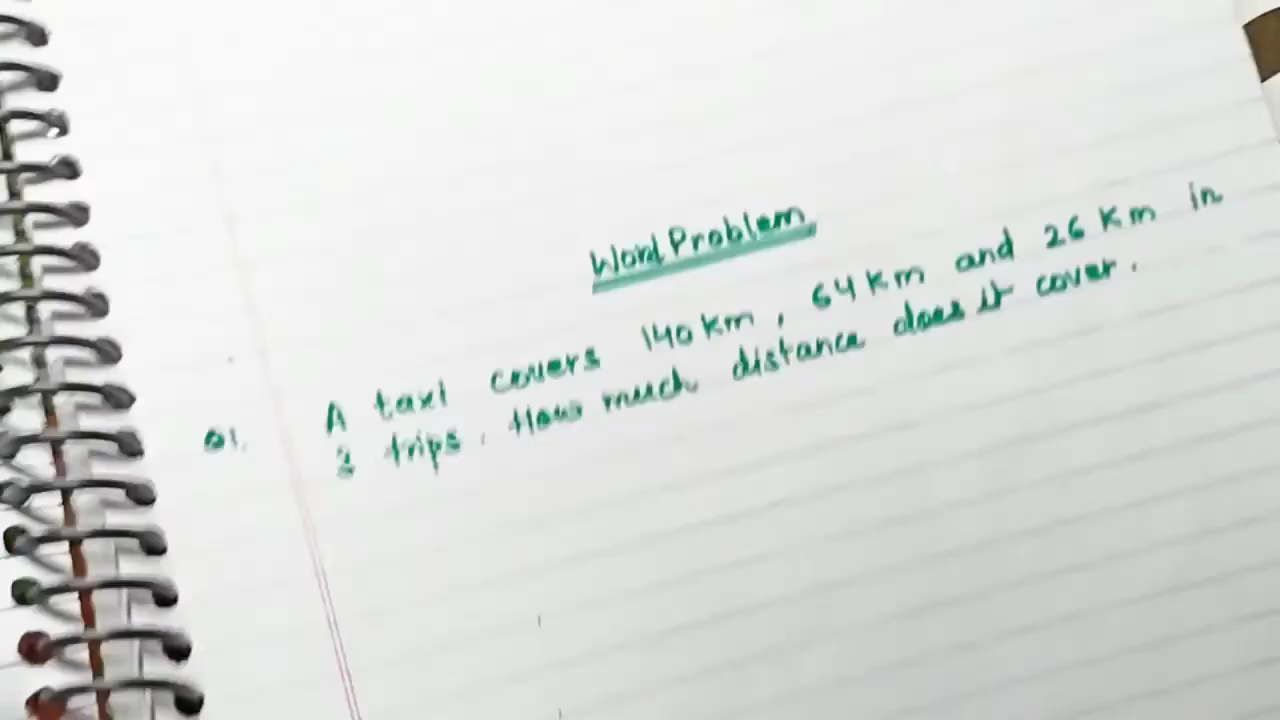 Word Problem
Q1. A taxi covers 140 km, 64 km and 26 km in
3 trips. How much distance does it cover.